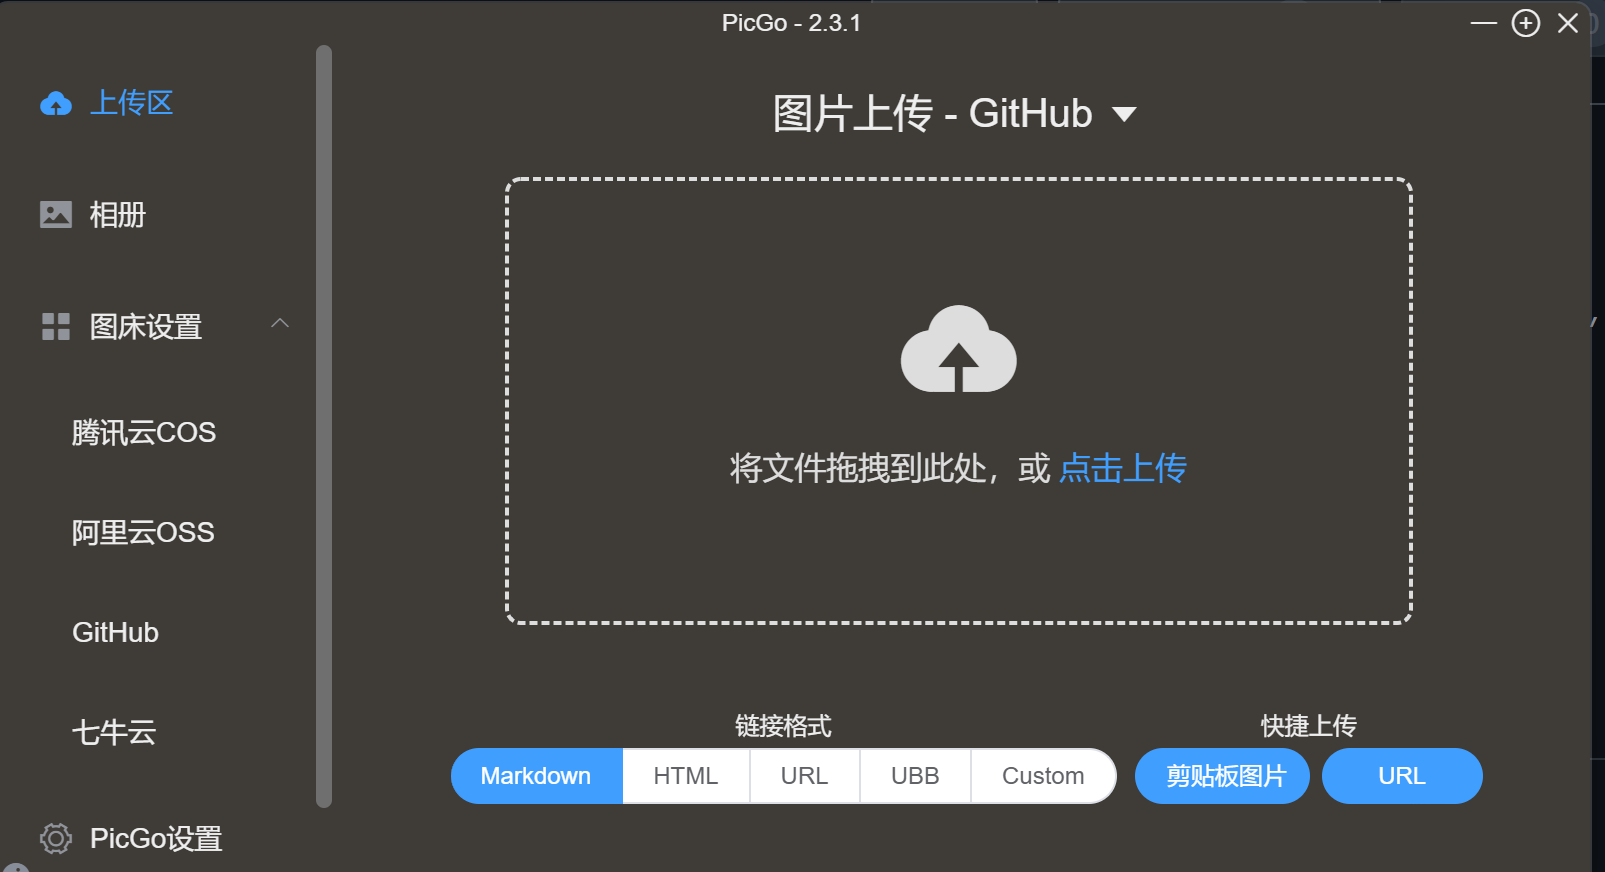 PicGo - 2.3.1
上传区
相册
图床设置
腾讯云COS
阿里云OSS
GitHub
七牛云
PicGo设置
图片上传 - GitHub
将文件拖拽到此处，或 点击上传
链接格式
Markdown HTML URL UBB Custom
快捷上传
剪贴板图片 URL